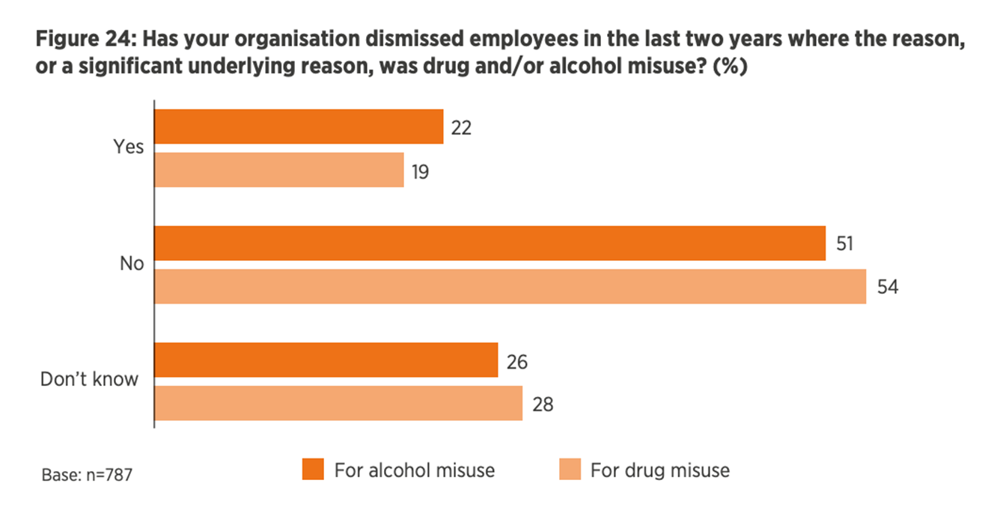 Figure 24: Has your organisation dismissed employees in the last two years where the reason,
or a significant underlying reason, was drug and/or alcohol misuse? (%)
Yes
22
19
No
51
54
Don’t know
26
28
Base: n=787
For alcohol misuse
For drug misuse